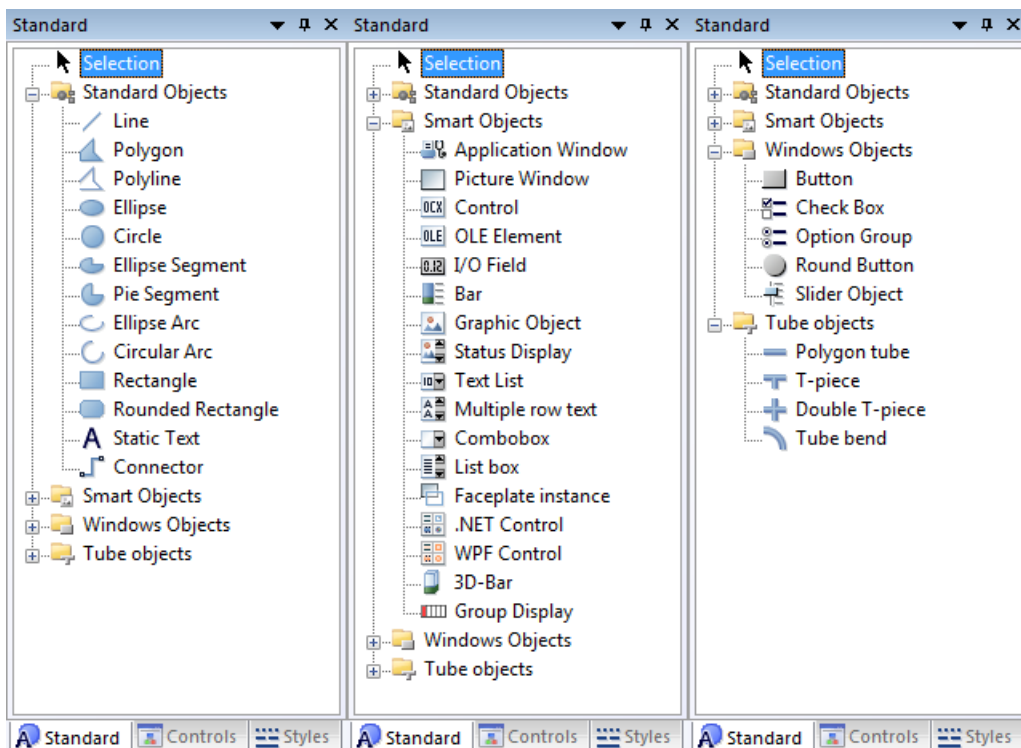 Standard
Selection
Standard Objects
Line
Polygon
Polyline
Ellipse
Circle
Ellipse Segment
Pie Segment
Ellipse Arc
Circular Arc
Rectangle
Rounded Rectangle
A Static Text
Connector
Smart Objects
Windows Objects
Tube objects
A Standard Controls Styles
Standard
Selection
Standard Objects
Smart Objects
Application Window
Picture Window
OCX Control
OLE OLE Element
0.12 I/O Field
Bar
Graphic Object
Status Display
10 Text List
A A Multiple row text
Combobox
List box
Faceplate instance
.NET Control
WPF Control
3D-Bar
Group Display
Windows Objects
Tube objects
A Standard Controls Styles
Standard
Selection
Standard Objects
Smart Objects
Windows Objects
Button
Check Box
Option Group
Round Button
Slider Object
Tube objects
Polygon tube
T-piece
Double T-piece
Tube bend
A Standard Controls Styles